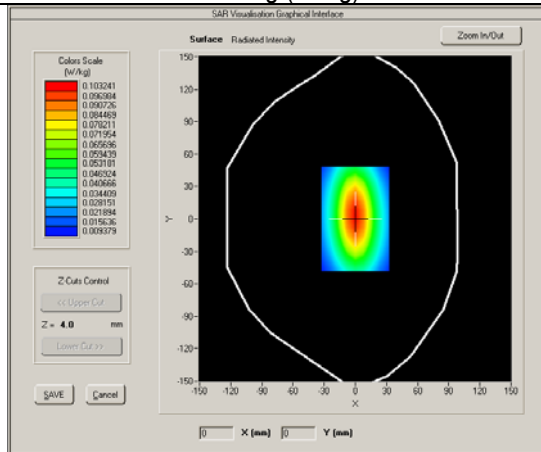 SAR Visualisation Graphical Interface
Surface Radiated Intensity
Zoom In/Out
Colors Scale
(W/kg)
0.103241
0.096984
0.090726
0.084469
0.078211
0.071954
0.065696
0.059439
0.053181
0.046924
0.040666
0.034409
0.028151
0.021894
0.015636
0.009379
150
120
90
60
30
0
-30
-60
-90
-120
-150
Y
-150 -120 -90 -60 -30 0 30 60 90 120 150
X
Z-Cuts Control
<< Upper Cut
Z = 4.0 mm
Lower Cut >>
SAVE Cancel
0 X (mm) 0 Y (mm)